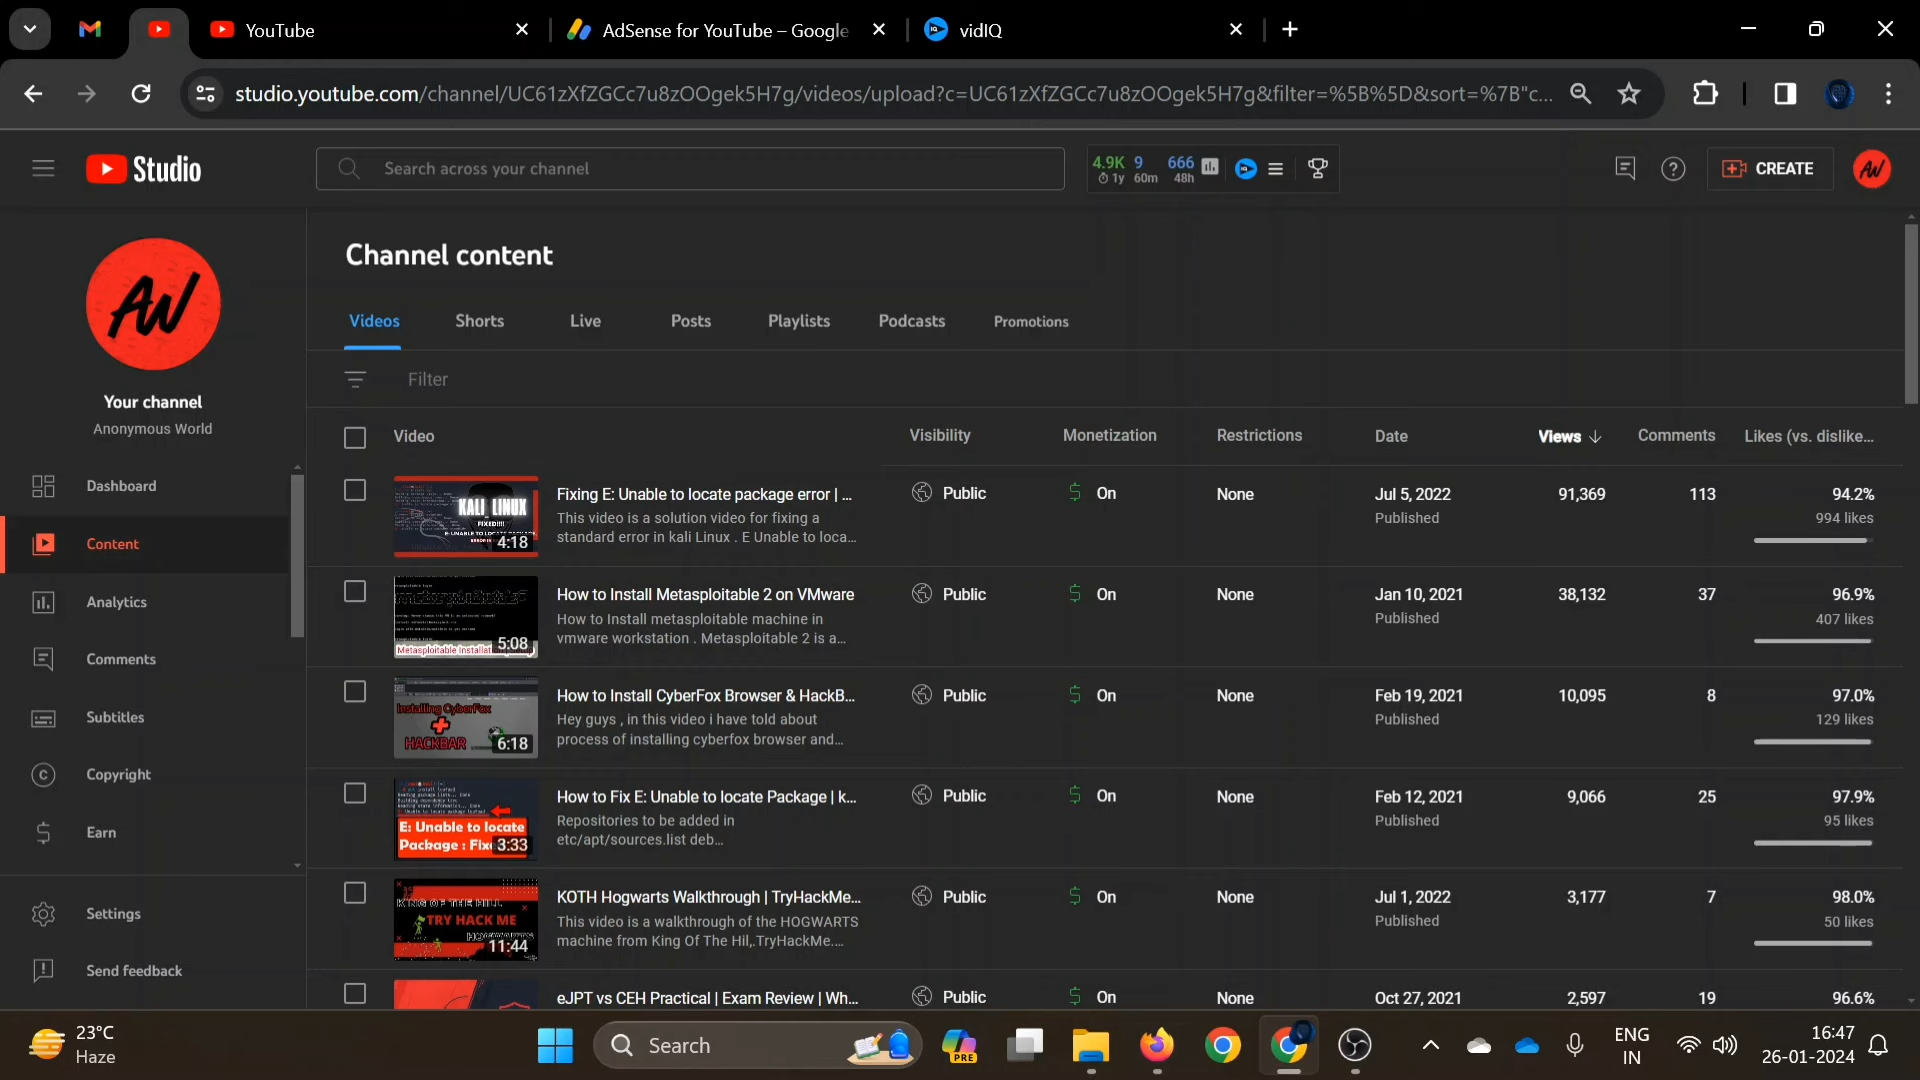 YouTube
AdSense for YouTube – Google
vidIQ
studio.youtube.com/channel/UC61zXfZGCc7u8zOOgek5H7g/videos/upload?c=UC61zXfZGCc7u8zOOgek5H7g&filter=%5B%5D&sort=%7B"c...
Studio
Search across your channel
4.9K 9 666
1y 60m 48h
CREATE
AW
AW
Your channel
Anonymous World
Dashboard
Content
Analytics
Comments
Subtitles
Copyright
Earn
Settings
Send feedback
Channel content
Videos Shorts Live Posts Playlists Podcasts Promotions
Filter
Video Visibility Monetization Restrictions Date Views Comments Likes (vs. dislike...
KALI LINUX
FIXED!!!!
4:18
Fixing E: Unable to locate package error | ...
This video is a solution video for fixing a
standard error in kali Linux . E Unable to loca...
Public On None Jul 5, 2022 91,369 113 94.2%
Published 994 likes
5:08
How to Install Metasploitable 2 on VMware
How to Install metasploitable machine in
vmware workstation . Metasploitable 2 is a...
Public On None Jan 10, 2021 38,132 37 96.9%
Published 407 likes
Installing CyberFox
HACKBAR
6:18
How to Install CyberFox Browser & HackB...
Hey guys , in this video i have told about
process of installing cyberfox browser and...
Public On None Feb 19, 2021 10,095 8 97.0%
Published 129 likes
E: Unable to locate
Package : Fix
3:33
How to Fix E: Unable to locate Package | k...
Repositories to be added in
etc/apt/sources.list deb...
Public On None Feb 12, 2021 9,066 25 97.9%
Published 95 likes
KING OF THE HILL
TRY HACK ME
HOGWARTS
11:44
KOTH Hogwarts Walkthrough | TryHackMe...
This video is a walkthrough of the HOGWARTS
machine from King Of The Hil,.TryHackMe....
Public On None Jul 1, 2022 3,177 7 98.0%
Published 50 likes
eJPT vs CEH Practical | Exam Review | Wh...
Public On None Oct 27, 2021 2,597 19 96.6%
23°C
Haze
Search
PRE
ENG
IN
16:47
26-01-2024